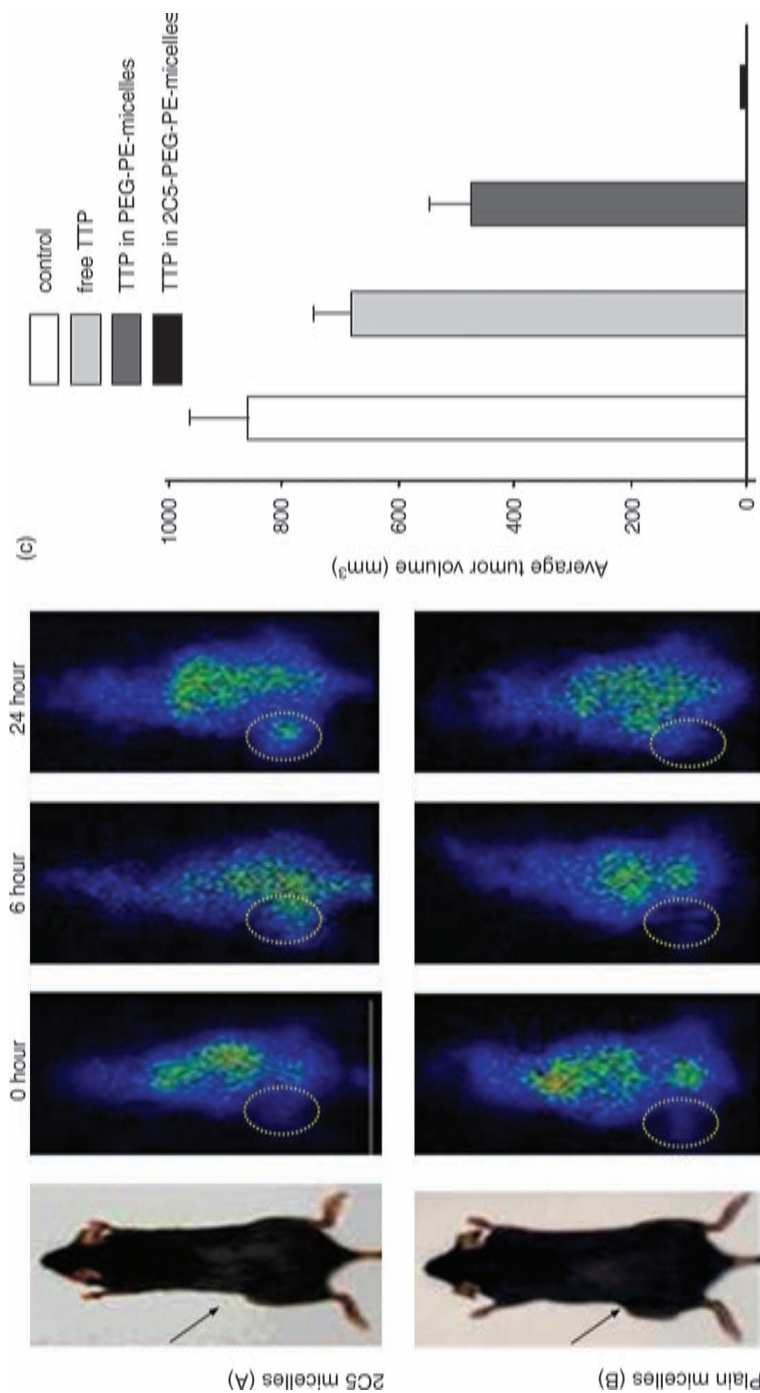 0 hour
6 hour
24 hour
2C5 micelles (A)
Plain micelles (B)
(c)
control
free TTP
TTP in PEG-PE-micelles
TTP in 2C5-PEG-PE-micelles
Average tumor volume (mm³)
1000
800
600
400
200
0